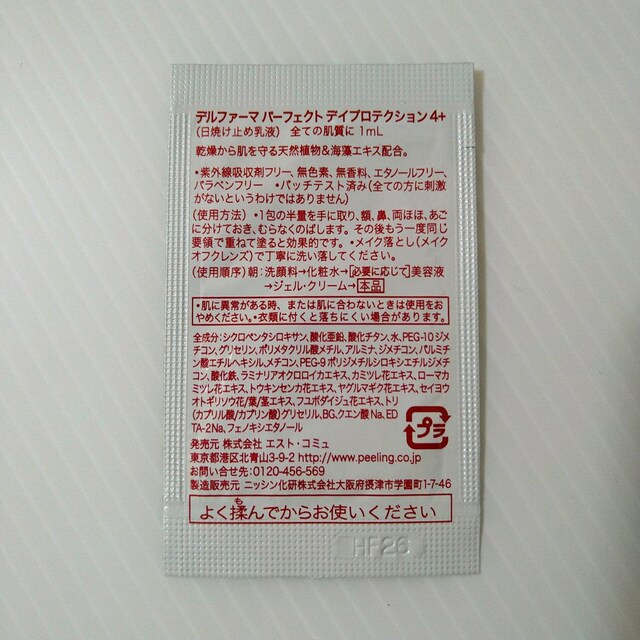 デルファーマ パーフェクト デイプロテクション 4+
(日焼け止め乳液) 全ての肌質に 1mL
乾燥から肌を守る天然植物&海藻エキス配合。
・紫外線吸収剤フリー、無色素、無香料、エタノールフリー、
パラベンフリー ・パッチテスト済み(全ての方に刺激
がないというわけではありません)
(使用方法) ・1包の半量を手に取り、額、鼻、両ほほ、あご
に分けておき、むらなくのばします。その後もう一度同じ
要領で重ねて塗ると効果的です。・メイク落とし(メイク
オフクレンズ)で丁寧に洗い落してください。
(使用順序) 朝:洗顔料→化粧水→[必要に応じて]美容液
→ジェル・クリーム→本品
・肌に異常がある時、または肌に合わないときは使用をお
やめください。・衣類に付くと落ちにくい場合があります。
全成分:シクロペンタシロキサン、酸化亜鉛、酸化チタン、水、PEG-10ジメ
チコン、グリセリン、ポリメタクリル酸メチル、アルミナ、ジメチコン、パルミチ
ン酸エチルヘキシル、メチコン、PEG-9ポリジメチルシロキシエチルジメチ
コン、酸化鉄、ラミナリアオクロロイカエキス、カミツレ花エキス、ローマカ
ミツレ花エキス、トウキンセンカ花エキス、ヤグルマギク花エキス、セイヨウ
オトギリソウ花/葉/茎エキス、フユボダイジュ花エキス、トリ
(カプリル酸/カプリン酸)グリセリル、BG、クエン酸Na、ED
TA-2Na、フェノキシエタノール
プラ
発売元 株式会社 エスト・コミュ
東京都港区北青山3-9-2 http://www.peeling.co.jp
お問い合せ先:0120-456-569
製造販売元 ニッシン化研株式会社大阪府摂津市学園町1-7-46
よく揉んでからお使いください
も
HF26